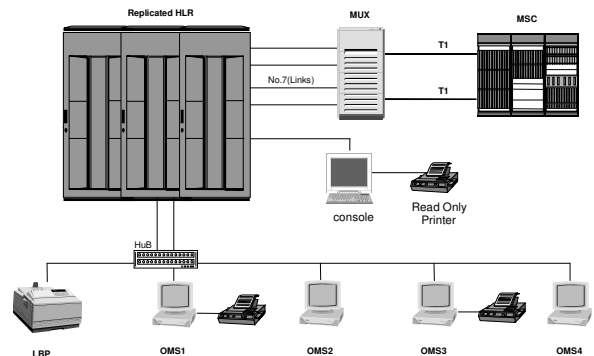 Replicated HLR
MUX
MSC
T1
No.7(Links)
T1
console
Read Only
Printer
HuB
LBP
OMS1
OMS2
OMS3
OMS4